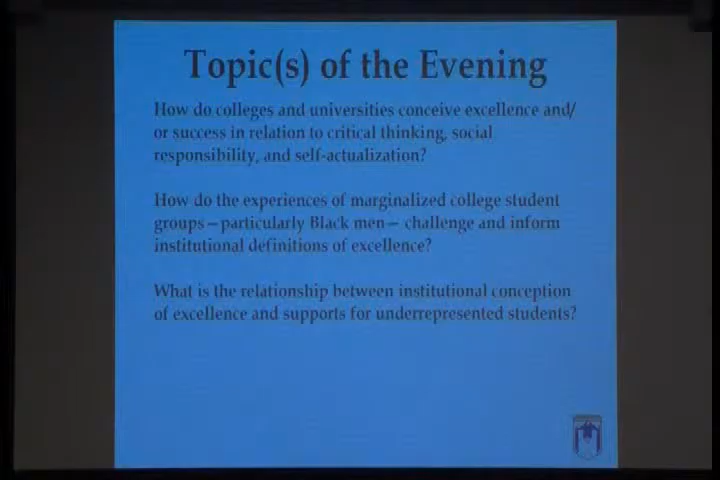 Topic(s) of the Evening
How do colleges and universities conceive excellence and/
or success in relation to critical thinking, social
responsibility, and self-actualization?
How do the experiences of marginalized college student
groups—particularly Black men— challenge and inform
institutional definitions of excellence?
What is the relationship between institutional conception
of excellence and supports for underrepresented students?